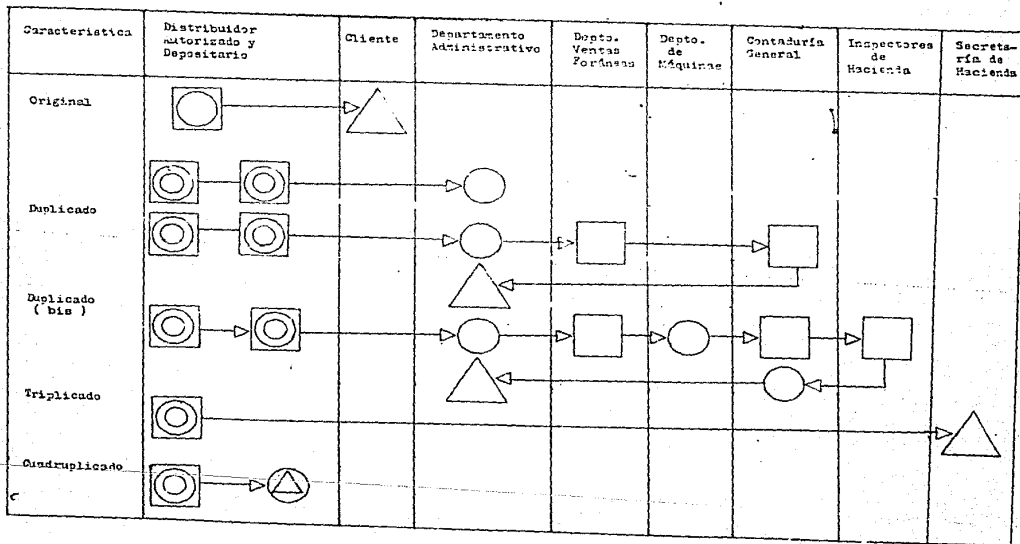 Característica
Distribuidor
Autorizado y
Depositario
Cliente
Departamento
Administrativo
Depto.
Ventas
Foráneas
Depto.
de
Máquinas
Contaduría
General
Inspectores
de
Hacienda
Secreta-
ría de
Hacienda
Original
Duplicado
Duplicado
( bis )
Triplicado
Cuadruplicado